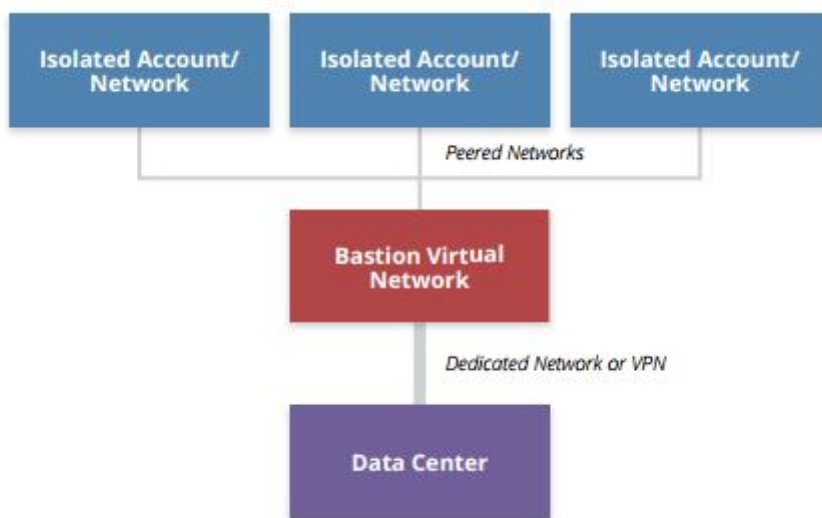 Isolated Account/
Network
Isolated Account/
Network
Isolated Account/
Network
Peered Networks
Bastion Virtual
Network
Dedicated Network or VPN
Data Center